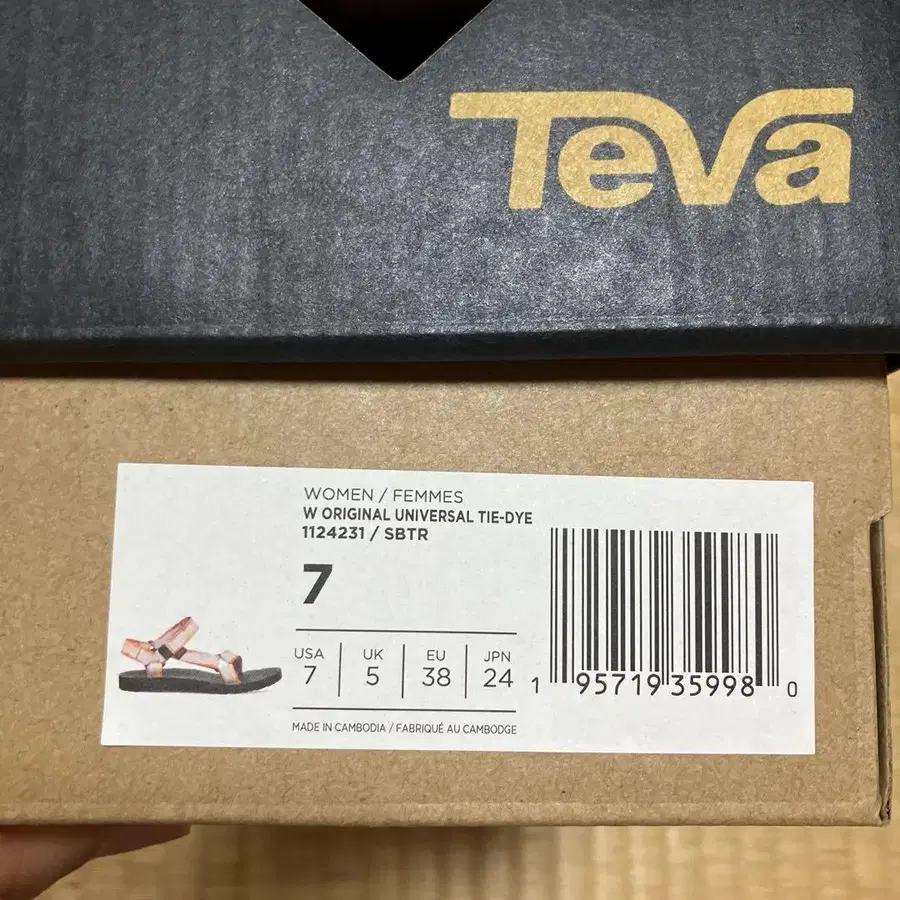 Teva
WOMEN / FEMMES
W ORIGINAL UNIVERSAL TIE-DYE
1124231 / SBTR
7
USA UK EU JPN
7 5 38 24
1 95719 35998 0
MADE IN CAMBODIA / FABRIQUÉ AU CAMBODGE